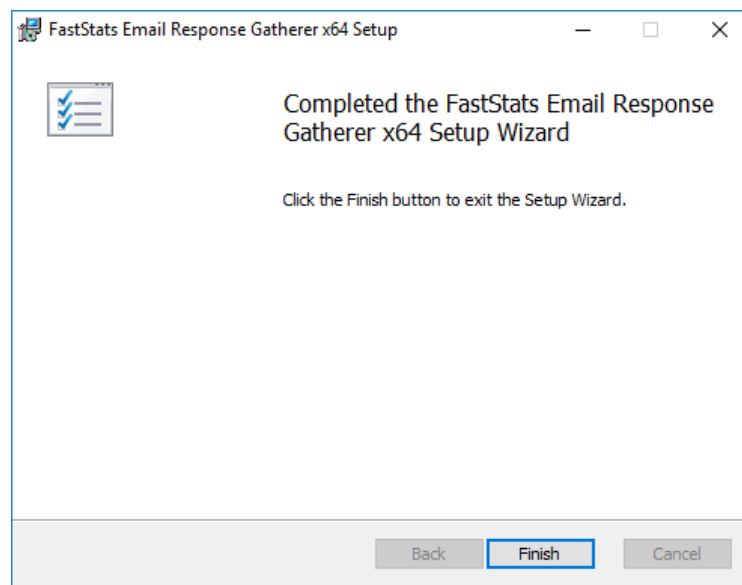 FastStats Email Response Gatherer x64 Setup
Completed the FastStats Email Response
Gatherer x64 Setup Wizard
Click the Finish button to exit the Setup Wizard.
Back
Finish
Cancel